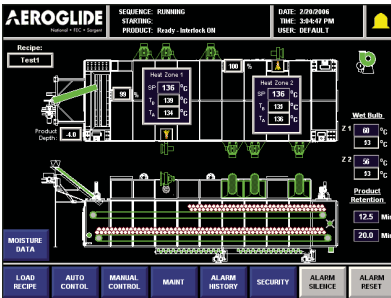 AEROGLIDE
National • FEC • Sargent
SEQUENCE: RUNNING
STARTING:
PRODUCT: Ready - Interlock ON
DATE: 2/20/2006
TIME: 3:04:47 PM
USER: DEFAULT
Recipe:
Test1
99 %
100 %
Heat Zone 1
SP 136 °C
TB 139 °C
TA 134 °C
Heat Zone 2
SP 136 °C
TB 139 °C
TA 136 °C
Product
Depth: -4.0
Wet Bulb
Z 1 60 °C
93 °C
Z 2 56 °C
93 °C
Product
Retention
12.5 Min
20.0 Min
MOISTURE
DATA
LOAD
RECIPE
AUTO
CONTOL
MANUAL
CONTROL
MAINT
ALARM
HISTORY
SECURITY
ALARM
SILENCE
ALARM
RESET